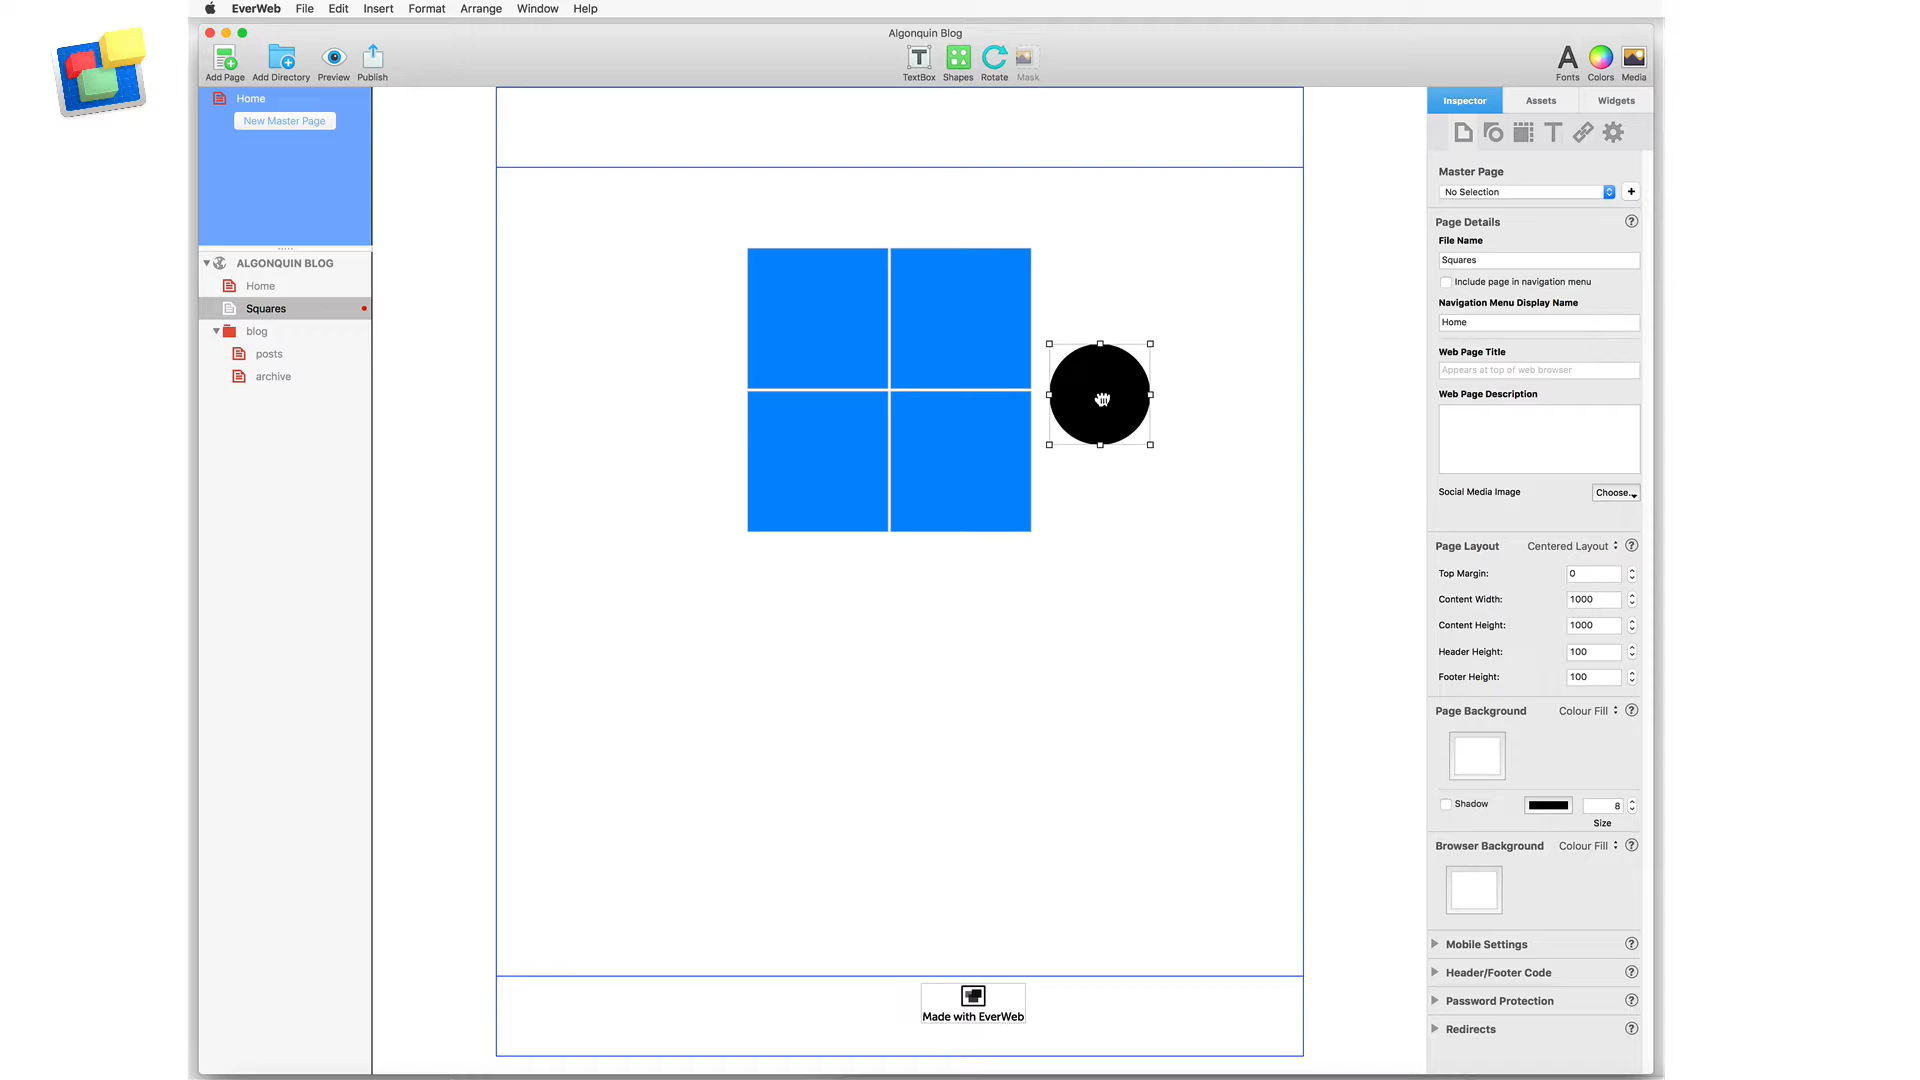 EverWeb File Edit Insert Format Arrange Window Help
Algonquin Blog
Add Page Add Directory Preview Publish TextBox Shapes Rotate Mask Fonts Colors Media
Home
New Master Page
ALGONQUIN BLOG
Home
Squares
blog
posts
archive
Made with EverWeb
Inspector Assets Widgets
Master Page
No Selection
Page Details
File Name
Squares
Include page in navigation menu
Navigation Menu Display Name
Home
Web Page Title
Appears at top of web browser
Web Page Description
Social Media Image Choose...
Page Layout Centered Layout
Top Margin: 0
Content Width: 1000
Content Height: 1000
Header Height: 100
Footer Height: 100
Page Background Colour Fill
Shadow 8
Size
Browser Background Colour Fill
Mobile Settings
Header/Footer Code
Password Protection
Redirects